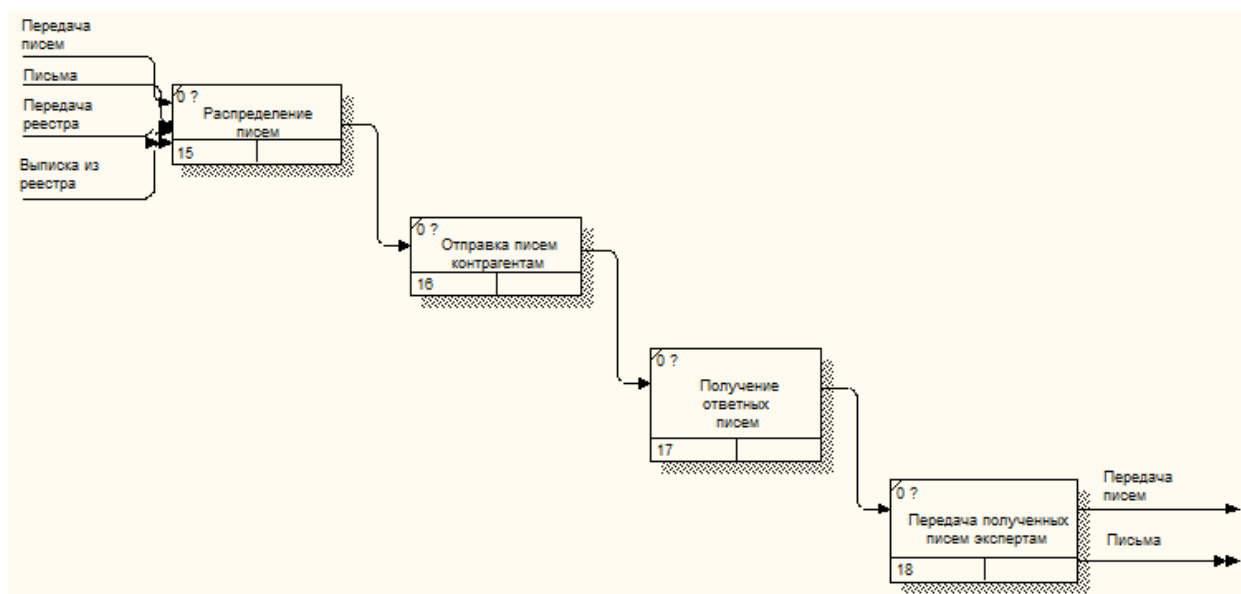 Передача
писем
Письма
Передача
реестра
Выписка из
реестра
0 ?
Распределение
писем
15
0 ?
Отправка писем
контрагентам
16
0 ?
Получение
ответных
писем
17
0 ?
Передача полученных
писем экспертам
18
Передача
писем
Письма